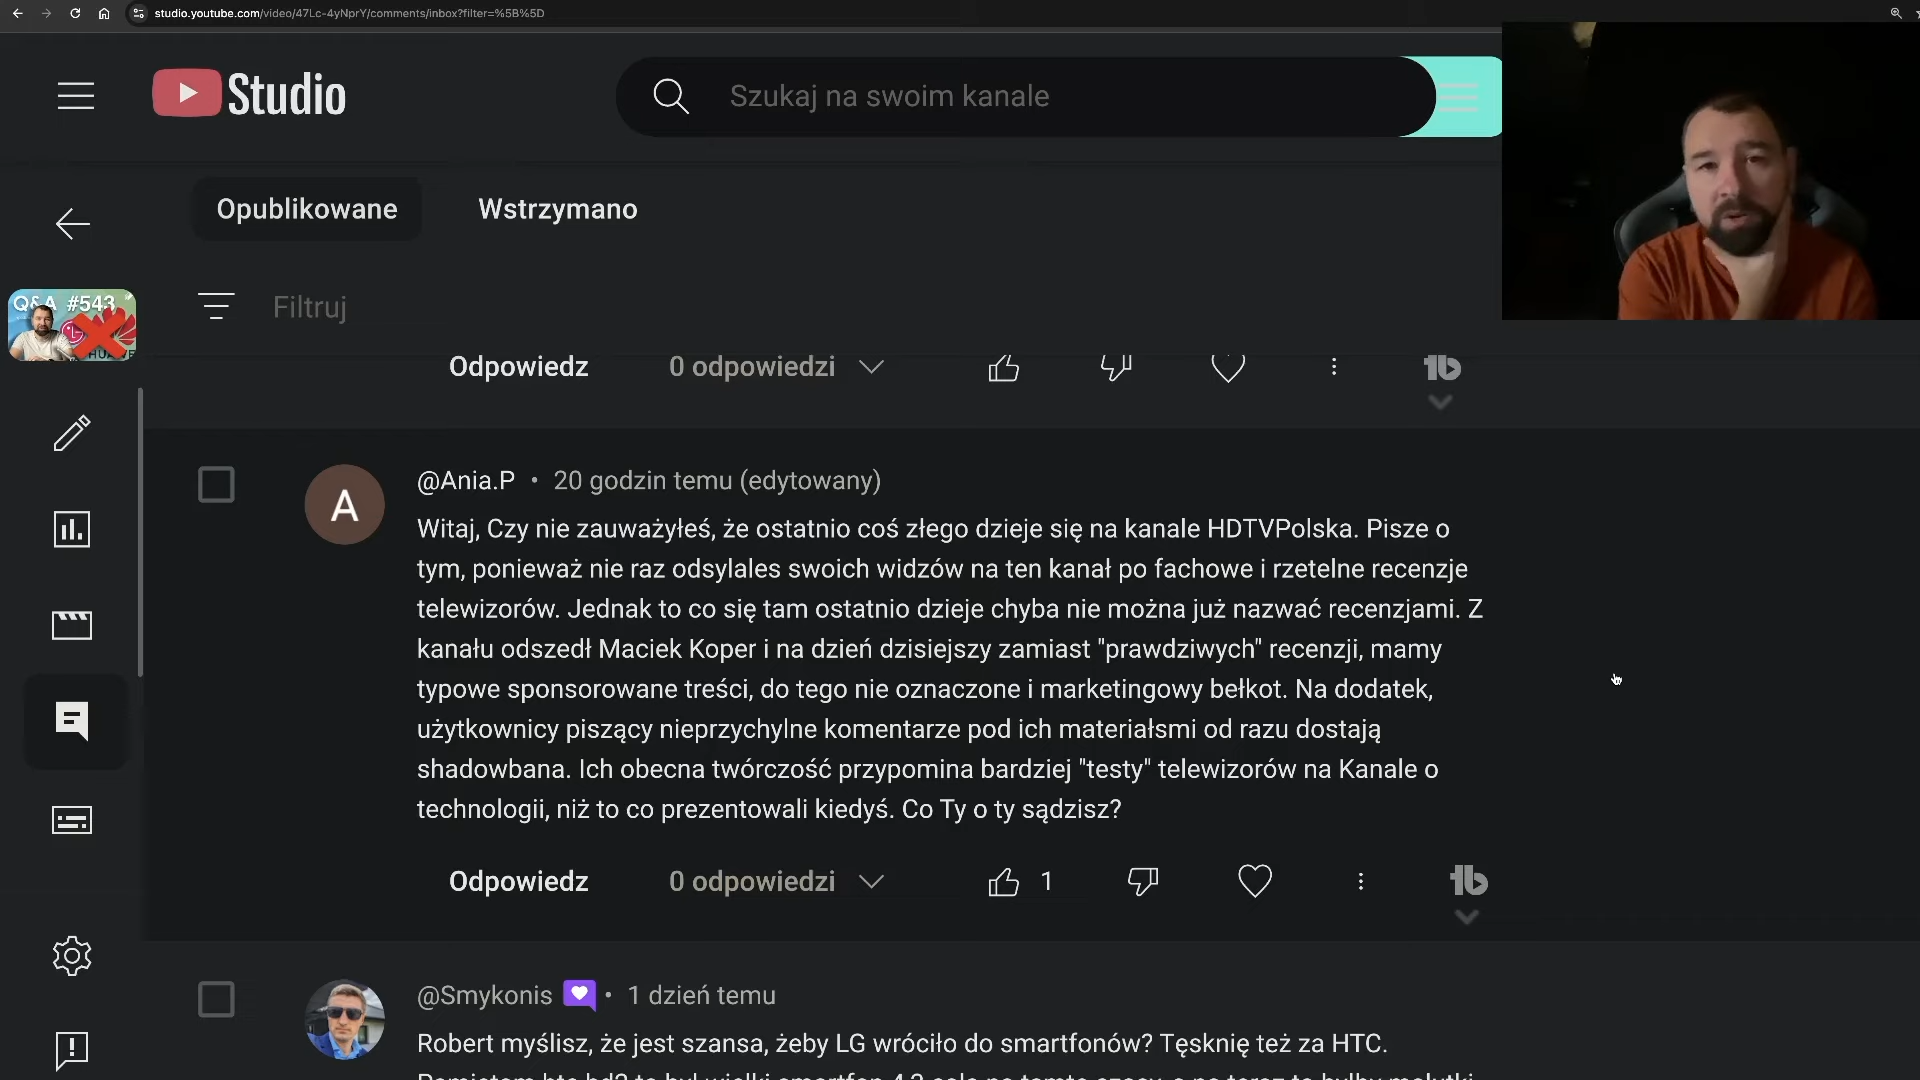 studio.youtube.com/video/47Lc-4yNprY/comments/inbox?filter=%5B%5D
Studio
Szukaj na swoim kanale
Opublikowane
Wstrzymano
Q&A #543
Filtruj
Odpowiedz
0 odpowiedzi
@Ania.P • 20 godzin temu (edytowany)
A
Witaj, Czy nie zauważyłeś, że ostatnio coś złego dzieje się na kanale HDTVPolska. Pisze o
tym, ponieważ nie raz odsylales swoich widzów na ten kanał po fachowe i rzetelne recenzje
telewizorów. Jednak to co się tam ostatnio dzieje chyba nie można już nazwać recenzjami. Z
kanału odszedł Maciek Koper i na dzień dzisiejszy zamiast "prawdziwych" recenzji, mamy
typowe sponsorowane treści, do tego nie oznaczone i marketingowy bełkot. Na dodatek,
użytkownicy piszący nieprzychylne komentarze pod ich materiałsmi od razu dostają
shadowbana. Ich obecna twórczość przypomina bardziej "testy" telewizorów na Kanale o
technologii, niż to co prezentowali kiedyś. Co Ty o ty sądzisz?
Odpowiedz
0 odpowiedzi
1
@Smykonis • 1 dzień temu
Robert myślisz, że jest szansa, żeby LG wróciło do smartfonów? Tęsknię też za HTC.